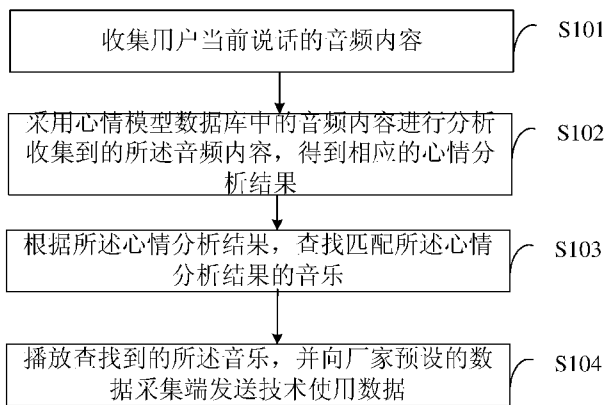 收集用户当前说话的音频内容
S101
采用心情模型数据库中的音频内容进行分析
收集到的所述音频内容，得到相应的心情分
析结果
S102
根据所述心情分析结果，查找匹配所述心情
分析结果的音乐
S103
播放查找到的所述音乐，并向厂家预设的数
据采集端发送技术使用数据
S104